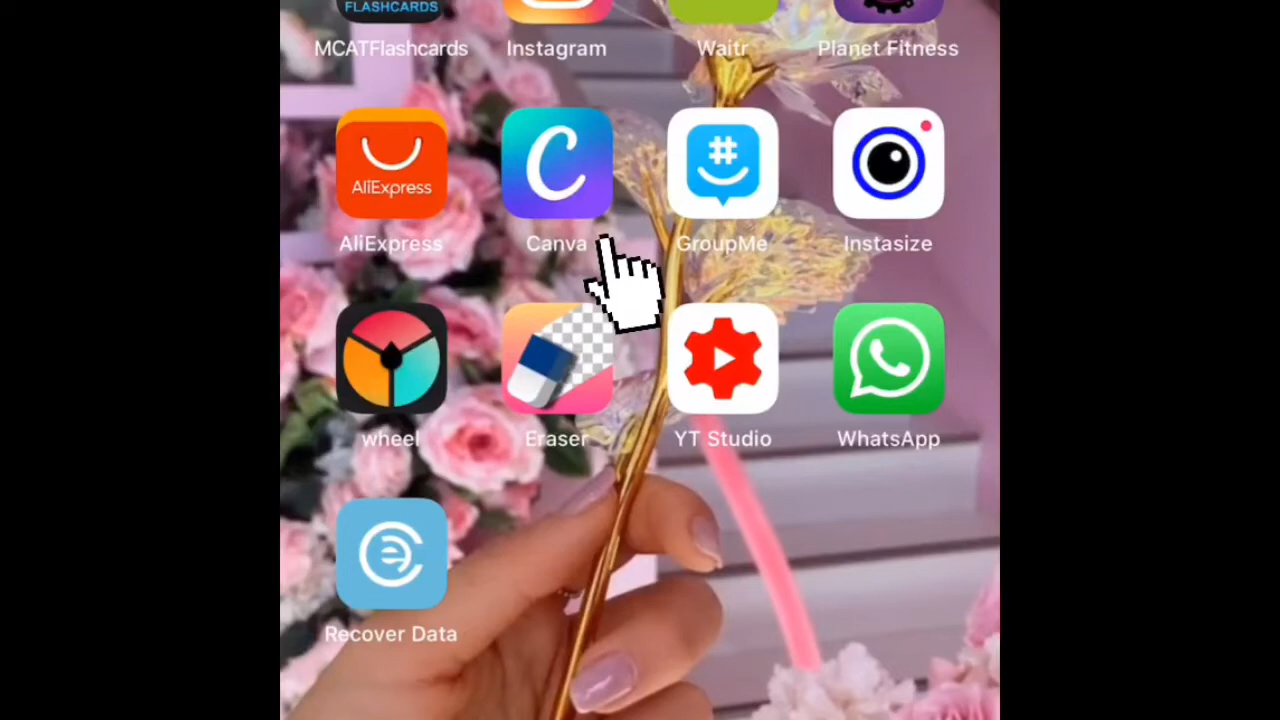 FLASHCARDS
MCATFlashcards Instagram Waitr Planet Fitness
AliExpress
AliExpress Canva GroupMe Instasize
wheel Eraser YT Studio WhatsApp
Recover Data